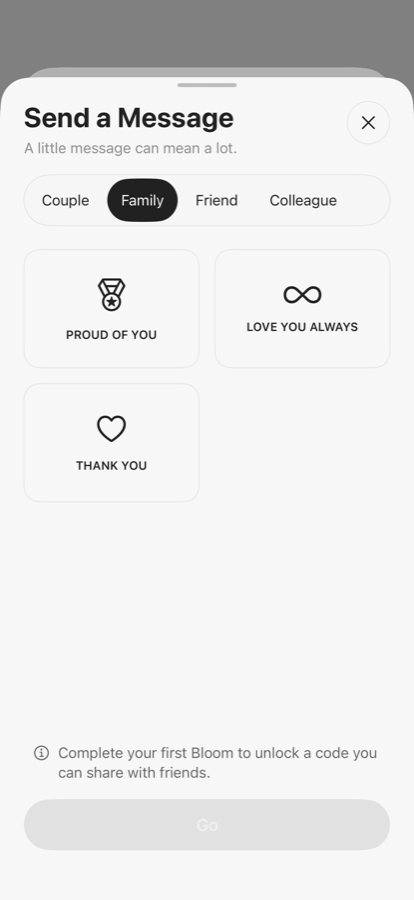 Send a Message
A little message can mean a lot.
Couple Family Friend Colleague
PROUD OF YOU
LOVE YOU ALWAYS
THANK YOU
Complete your first Bloom to unlock a code you
can share with friends.
Go